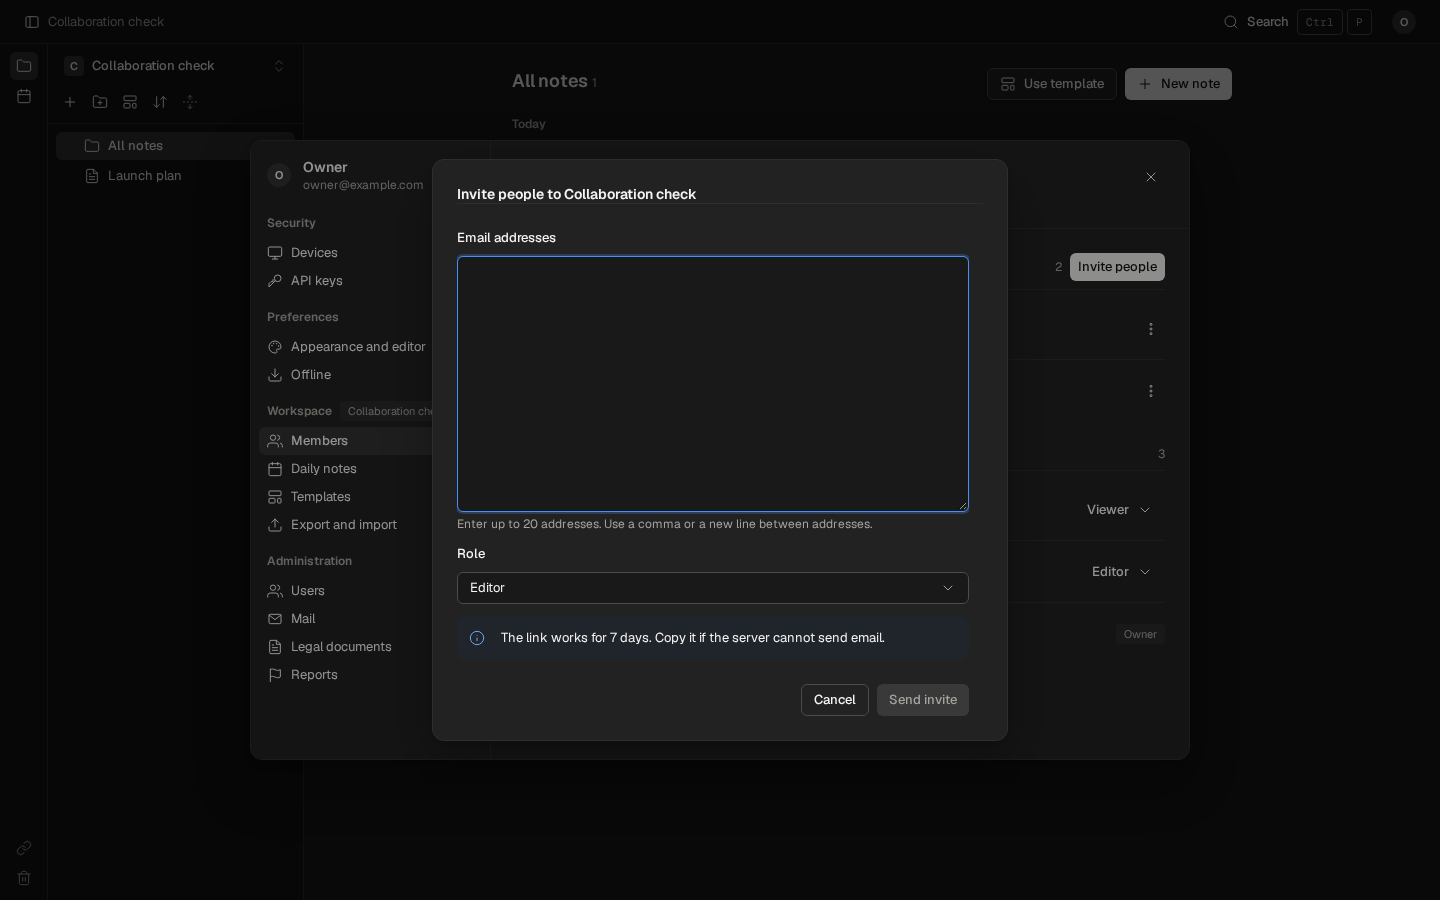 Collaboration check
Search Ctrl P O
C Collaboration check
All notes 1
Use template
New note
Today
All notes
Launch plan
O Owner
owner@example.com
Security
Devices
API keys
Preferences
Appearance and editor
Offline
Workspace Collaboration che
Members
Daily notes
Templates
Export and import
Administration
Users
Mail
Legal documents
Reports
Invite people to Collaboration check
Email addresses
Enter up to 20 addresses. Use a comma or a new line between addresses.
Role
Editor
The link works for 7 days. Copy it if the server cannot send email.
Cancel Send invite
2 Invite people
3
Viewer
Editor
Owner